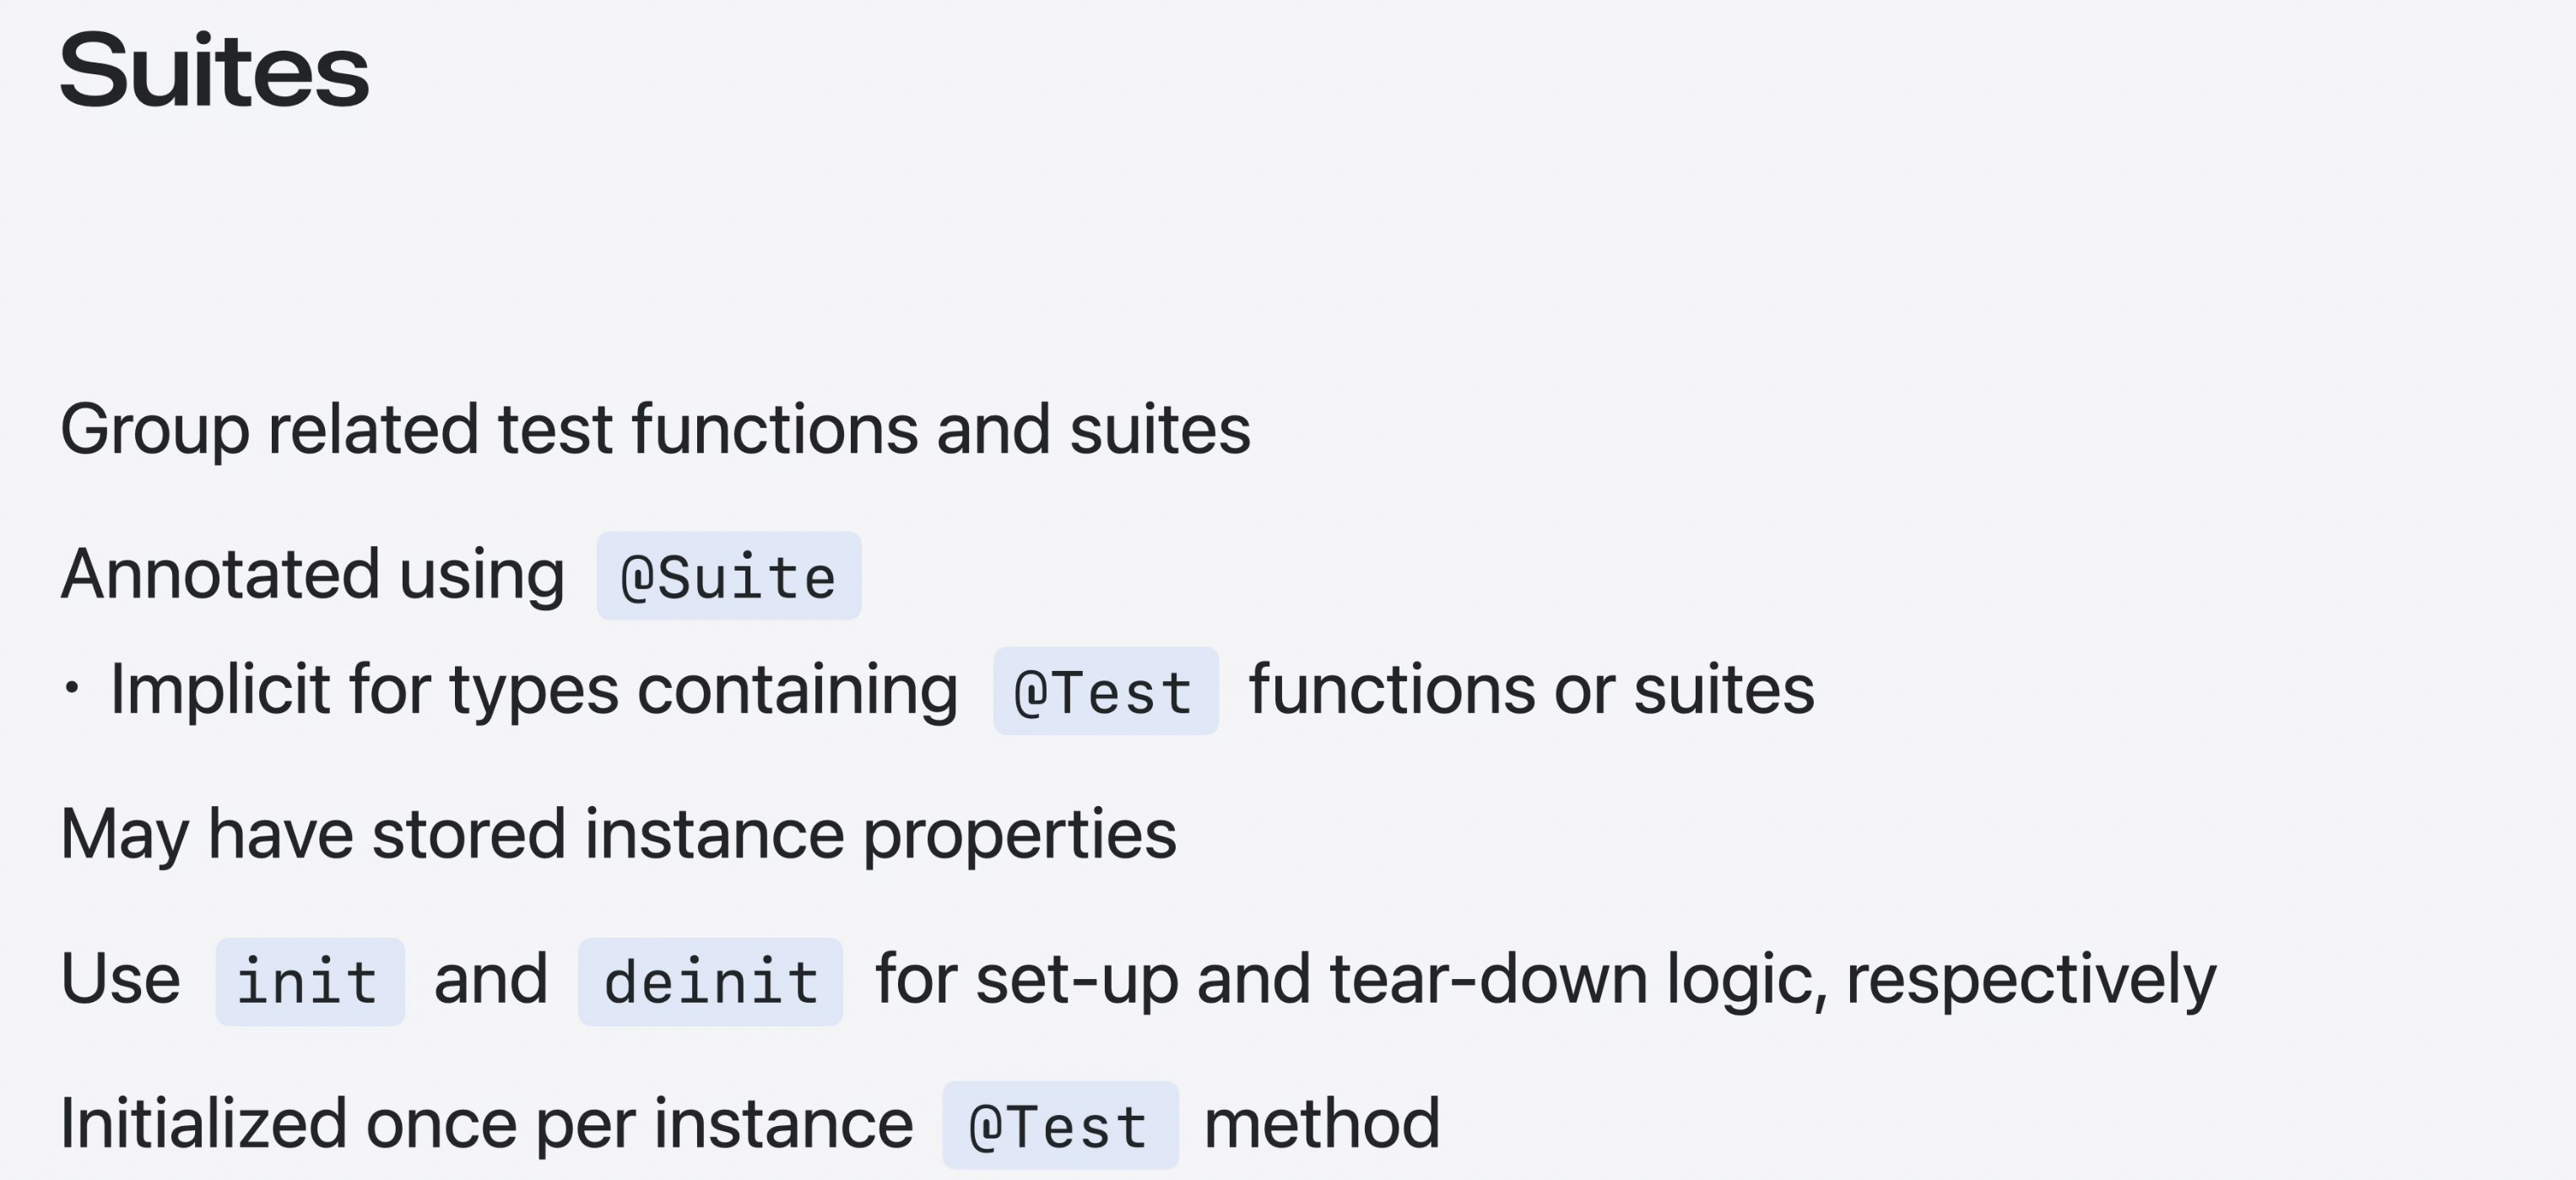 Suites
Group related test functions and suites
Annotated using @Suite
• Implicit for types containing @Test functions or suites
May have stored instance properties
Use init and deinit for set-up and tear-down logic, respectively
Initialized once per instance @Test method